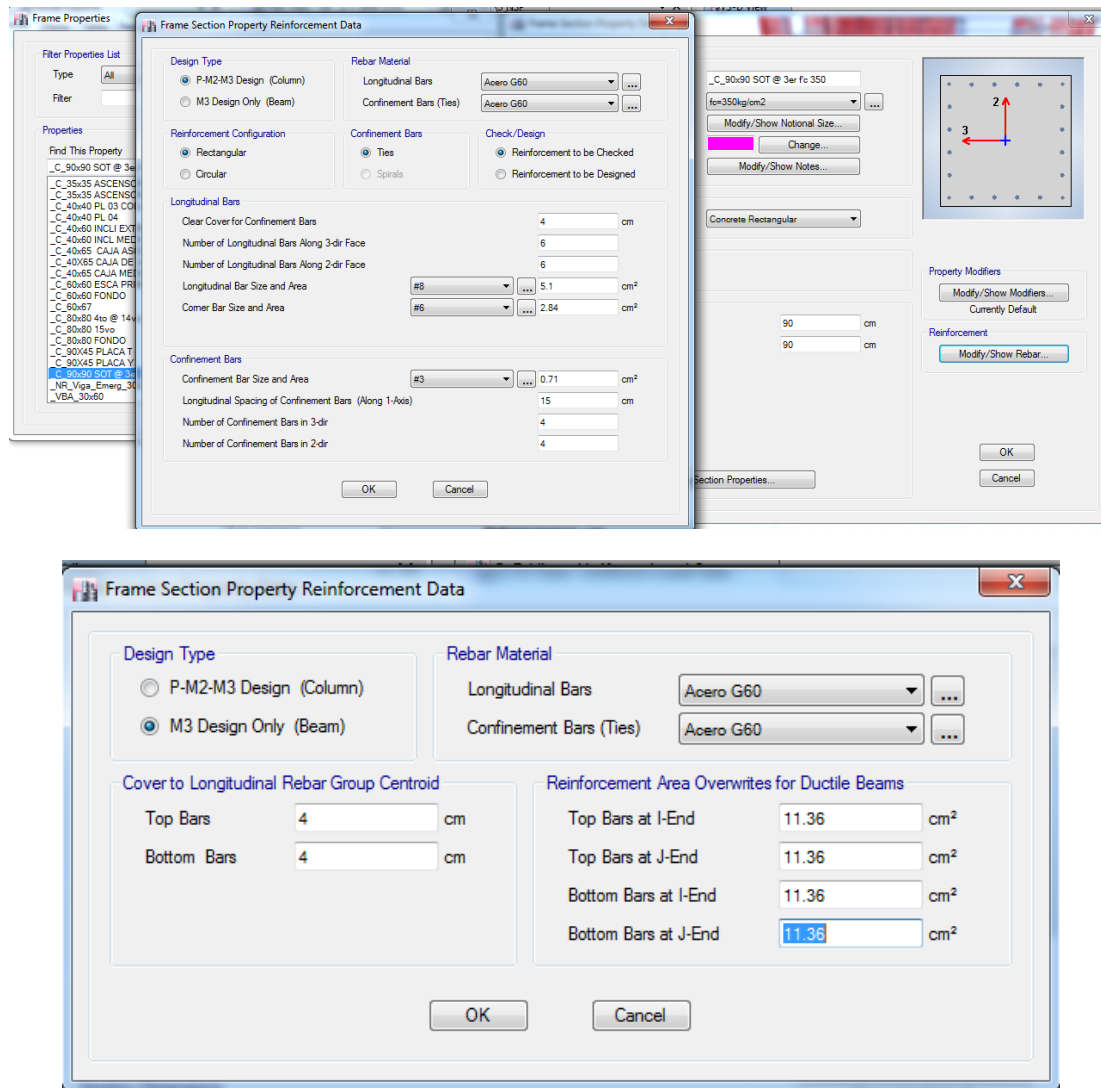 Frame Properties
Filter Properties List
Type All
Filter
Properties
Find This Property
_C_90x90 SOT @ 3e
_C_35x35 ASCENSO
_C_35x35 ASCENSO
_C_40x40 PL 03 CO
_C_40x40 PL 04
_C_40x60 INCLI EXT
_C_40x60 INCL MED
_C_40x65 CAJA AS
_C_40X65 CAJA DE
_C_40x65 CAJA MED
_C_60x60 ESCA PRI
_C_60x60 FONDO
_C_60x67
_C_80x80 4to @ 14v
_C_80x80 15vo
_C_80x80 FONDO
_C_90X45 PLACA T
_C_90X45 PLACA Y
_C_90x90 SOT @ 3e
_NR_Viga_Emerg_30
_VBA_30x60
Frame Section Property Reinforcement Data
Design Type
P-M2-M3 Design (Column)
M3 Design Only (Beam)
Rebar Material
Longitudinal Bars Acero G60 ...
Confinement Bars (Ties) Acero G60 ...
Reinforcement Configuration
Rectangular
Circular
Confinement Bars
Ties
Spirals
Check/Design
Reinforcement to be Checked
Reinforcement to be Designed
Longitudinal Bars
Clear Cover for Confinement Bars 4 cm
Number of Longitudinal Bars Along 3-dir Face 6
Number of Longitudinal Bars Along 2-dir Face 6
Longitudinal Bar Size and Area #8 ... 5.1 cm²
Corner Bar Size and Area #6 ... 2.84 cm²
Confinement Bars
Confinement Bar Size and Area #3 ... 0.71 cm²
Longitudinal Spacing of Confinement Bars (Along 1-Axis) 15 cm
Number of Confinement Bars in 3-dir 4
Number of Confinement Bars in 2-dir 4
OK Cancel
_C_90x90 SOT @ 3er f'c 350
fc=350kg/cm2 ...
Modify/Show Notional Size...
Change...
Modify/Show Notes...
Concrete Rectangular
90 cm
90 cm
Section Properties...
2
3
Property Modifiers
Modify/Show Modifiers...
Currently Default
Reinforcement
Modify/Show Rebar...
OK
Cancel
Frame Section Property Reinforcement Data
Design Type
P-M2-M3 Design (Column)
M3 Design Only (Beam)
Rebar Material
Longitudinal Bars Acero G60 ...
Confinement Bars (Ties) Acero G60 ...
Cover to Longitudinal Rebar Group Centroid
Top Bars 4 cm
Bottom Bars 4 cm
Reinforcement Area Overwrites for Ductile Beams
Top Bars at I-End 11.36 cm²
Top Bars at J-End 11.36 cm²
Bottom Bars at I-End 11.36 cm²
Bottom Bars at J-End 11.36 cm²
OK Cancel